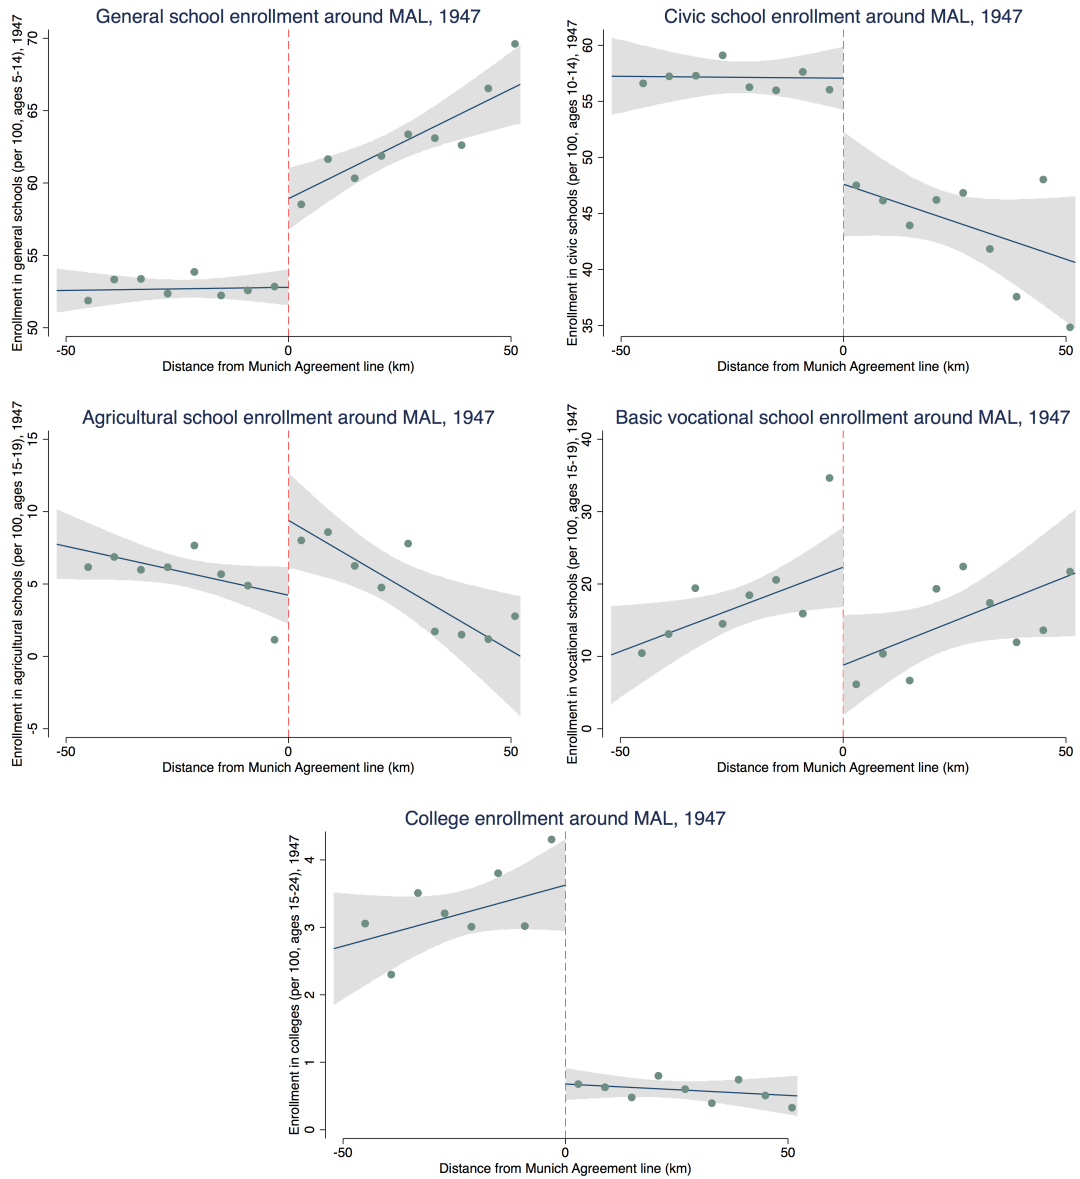 General school enrollment around MAL, 1947
Enrollment in general schools (per 100, ages 5-14), 1947
70
65
60
55
50
-50 0 50
Distance from Munich Agreement line (km)
Civic school enrollment around MAL, 1947
Enrollment in civic schools (per 100, ages 10-14), 1947
60
55
50
45
40
35
-50 0 50
Distance from Munich Agreement line (km)
Agricultural school enrollment around MAL, 1947
Enrollment in agricultural schools (per 100, ages 15-19), 1947
15
10
5
0
-5
-50 0 50
Distance from Munich Agreement line (km)
Basic vocational school enrollment around MAL, 1947
Enrollment in vocational schools (per 100, ages 15-19), 1947
40
30
20
10
0
-50 0 50
Distance from Munich Agreement line (km)
College enrollment around MAL, 1947
Enrollment in colleges (per 100, ages 15-24), 1947
4
3
2
1
0
-50 0 50
Distance from Munich Agreement line (km)